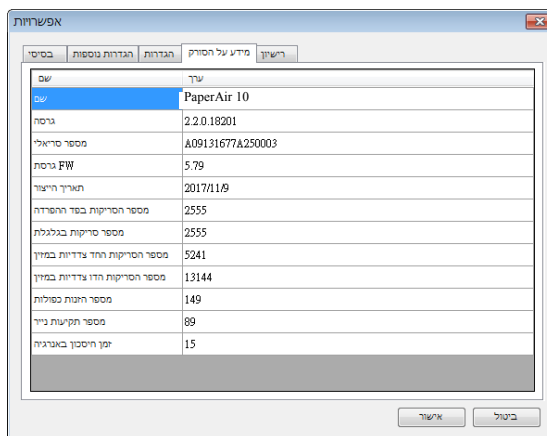 אפשרויות
בסיסי הגדרות נוספות הגדרות מידע על הסורק רישיון
שם ערך
שם PaperAir 10
גרסה 2.2.0.18201
מספר סריאלי A09131677A250003
גרסת FW 5.79
תאריך הייצור 2017/11/9
מספר הסריקות בפד ההפרדה 2555
מספר סריקות בגלגלת 2555
מספר הסריקות החד צדדיות במזין 5241
מספר הסריקות הדו צדדיות במזין 13144
מספר הזנות כפולות 149
מספר תקיעות נייר 89
זמן חיסכון באנרגיה 15
אישור ביטול